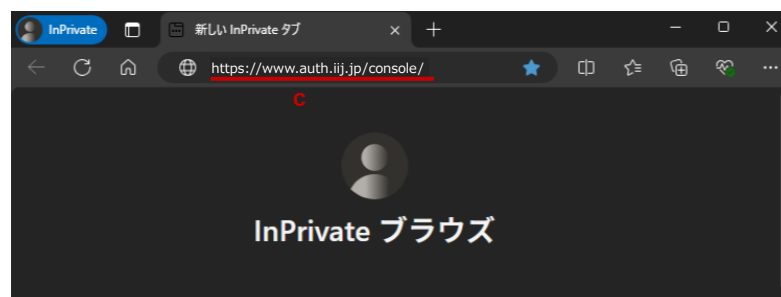 InPrivate
新しい InPrivate タブ
https://www.auth.iij.jp/console/
C
InPrivate ブラウズ